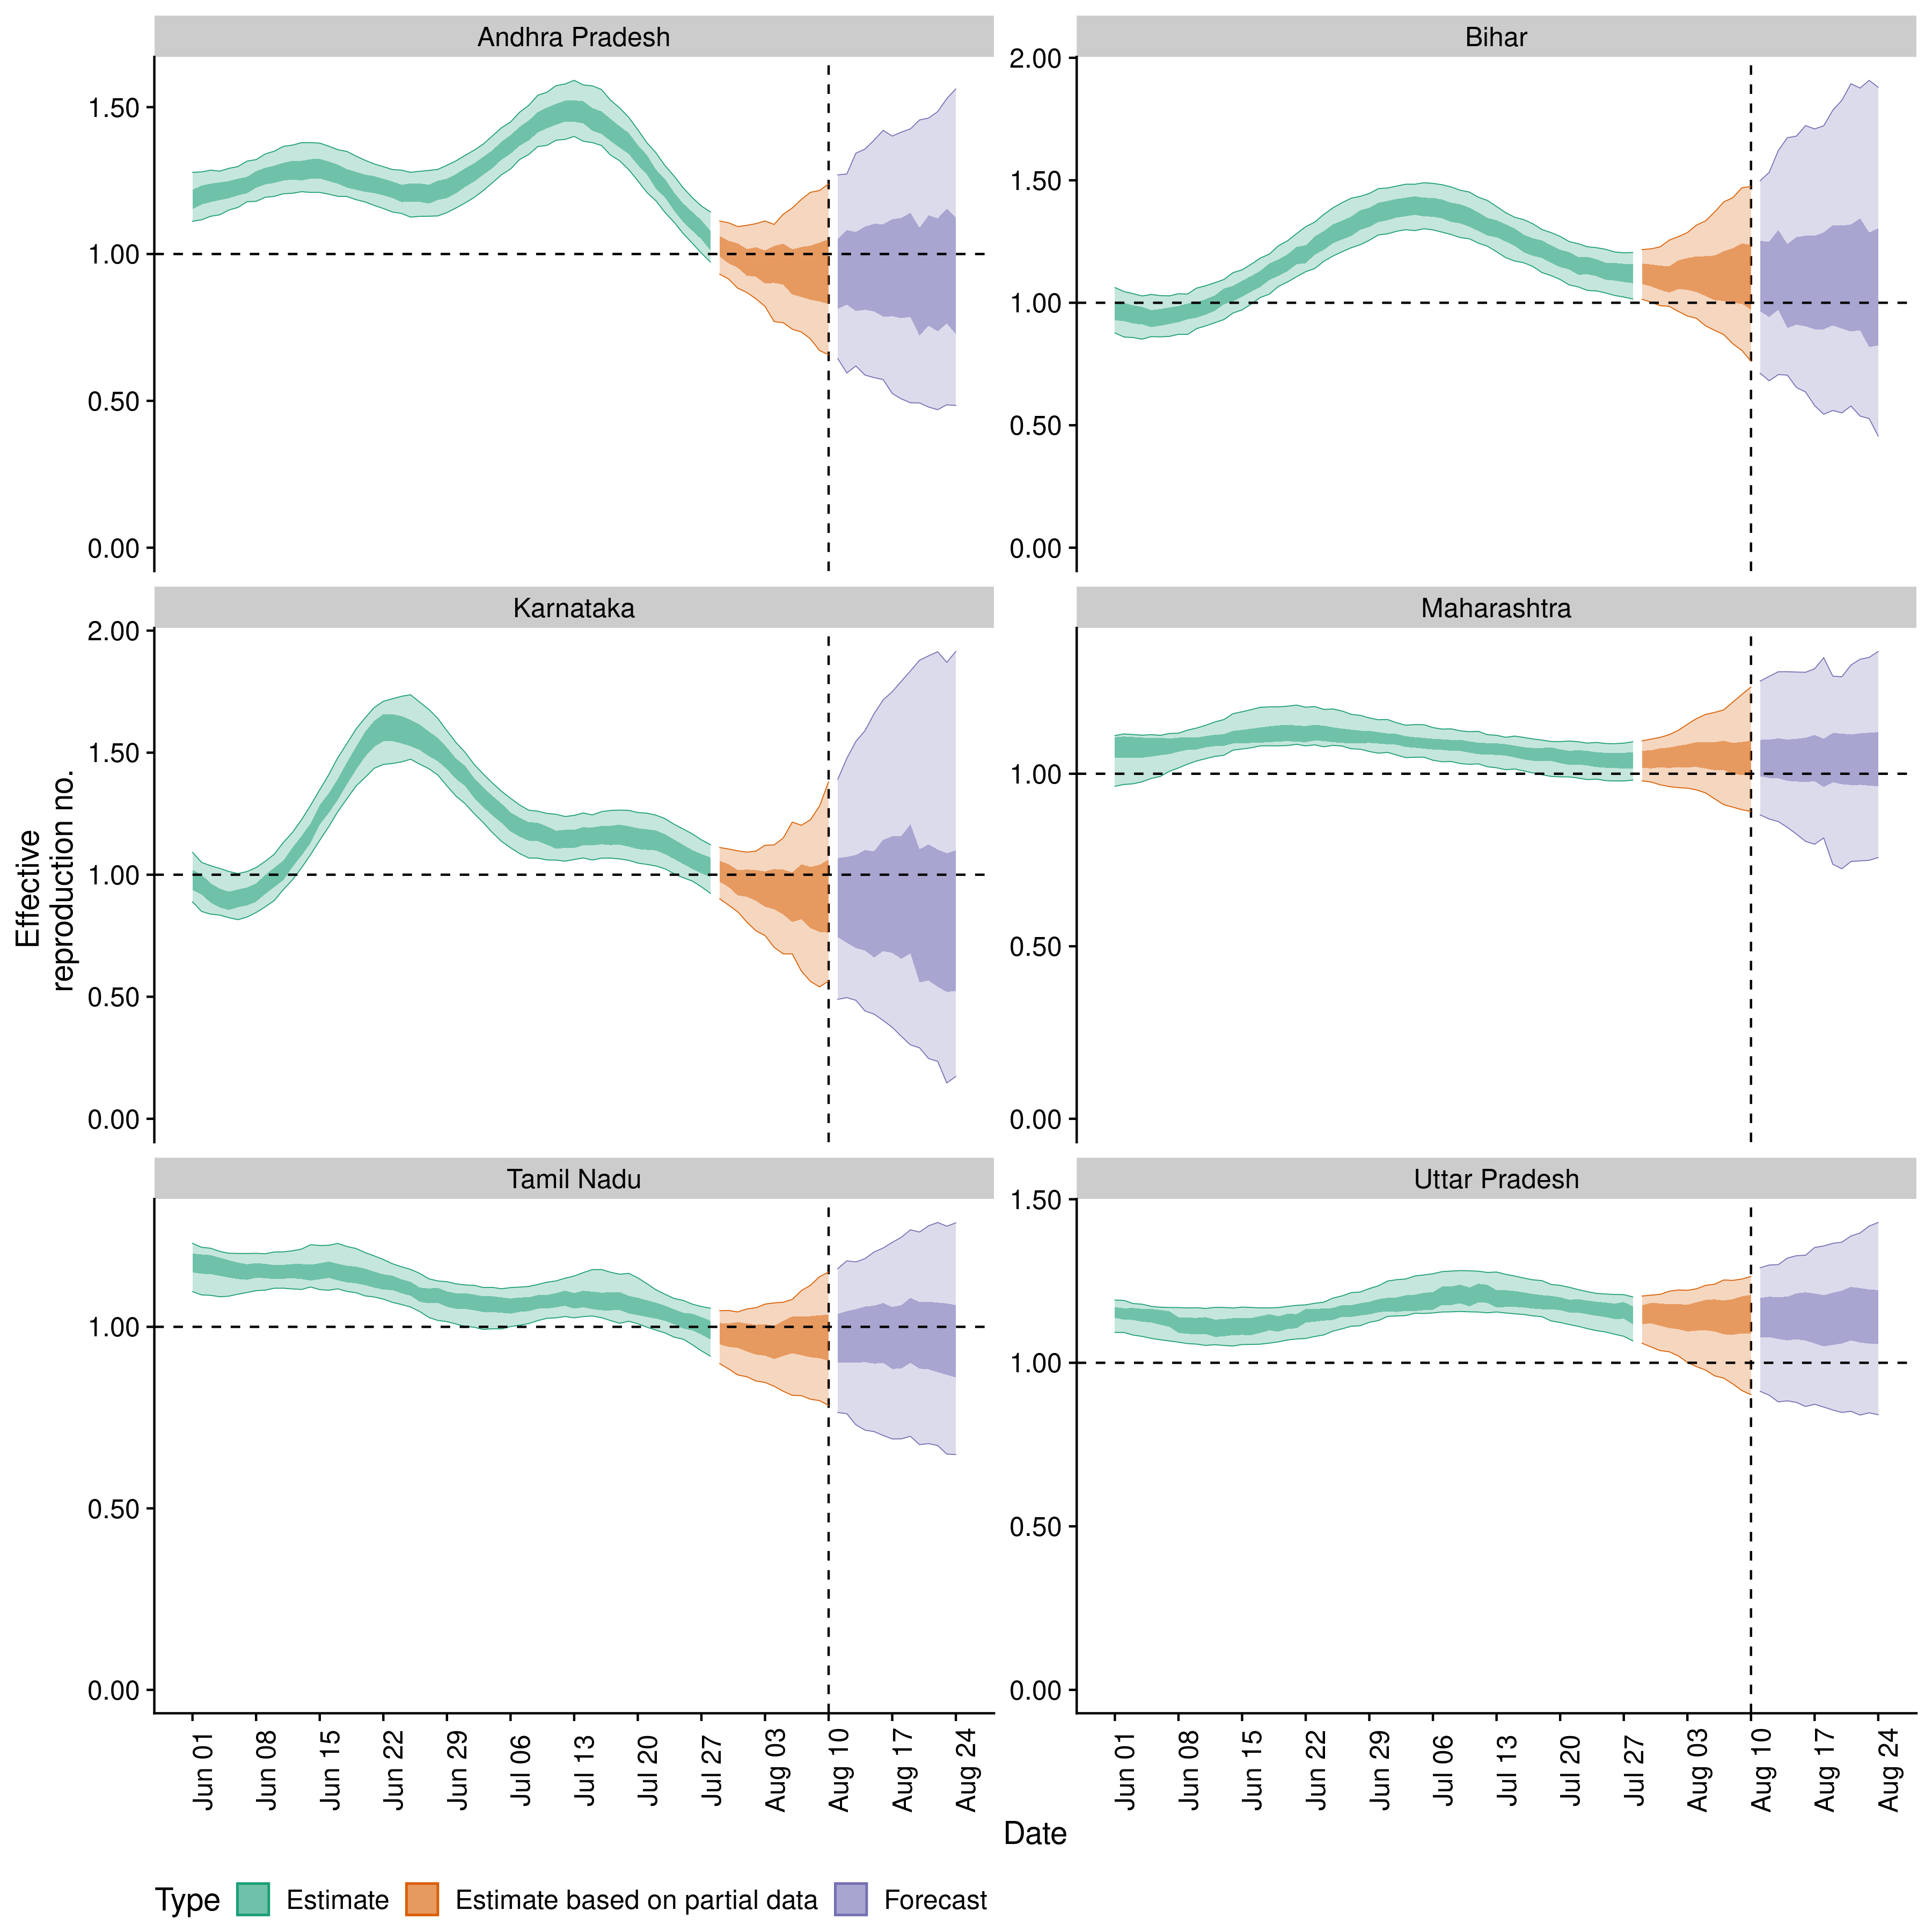 Andhra Pradesh
Bihar
1.50
1.00
0.50
0.00
2.00
1.50
1.00
0.50
0.00
Karnataka
Maharashtra
2.00
1.50
1.00
0.50
0.00
1.00
0.50
0.00
Tamil Nadu
Uttar Pradesh
1.00
0.50
0.00
1.50
1.00
0.50
0.00
Effective
reproduction no.
Jun 01 Jun 08 Jun 15 Jun 22 Jun 29 Jul 06 Jul 13 Jul 20 Jul 27 Aug 03 Aug 10 Aug 17 Aug 24
Jun 01 Jun 08 Jun 15 Jun 22 Jun 29 Jul 06 Jul 13 Jul 20 Jul 27 Aug 03 Aug 10 Aug 17 Aug 24
Date
Type Estimate Estimate based on partial data Forecast